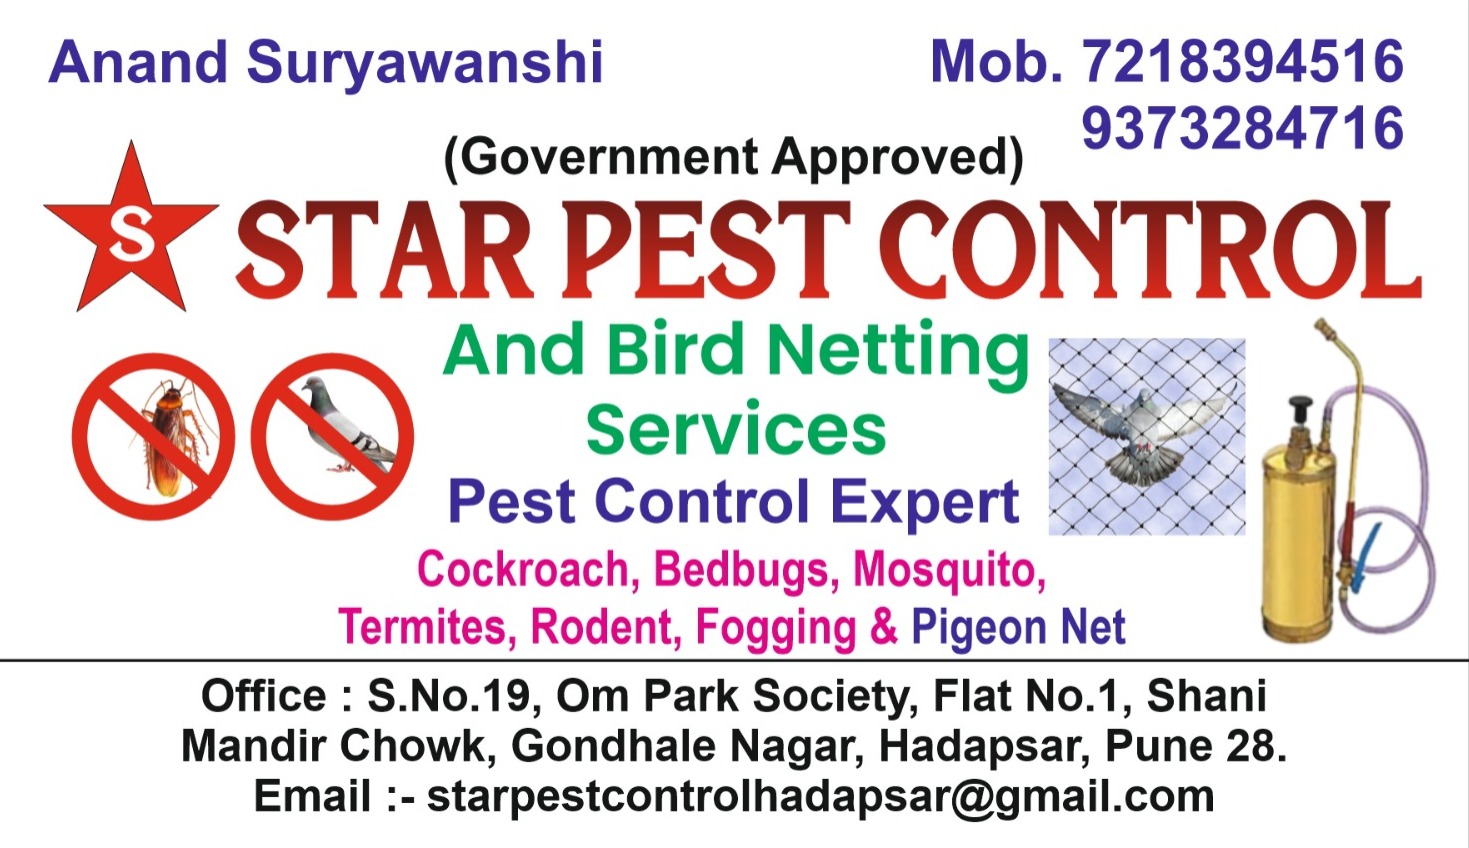 Anand Suryawanshi
Mob. 7218394516
9373284716
(Government Approved)
S
STAR PEST CONTROL
And Bird Netting
Services
Pest Control Expert
Cockroach, Bedbugs, Mosquito,
Termites, Rodent, Fogging & Pigeon Net
Office : S.No.19, Om Park Society, Flat No.1, Shani
Mandir Chowk, Gondhale Nagar, Hadapsar, Pune 28.
Email :- starpestcontrolhadapsar@gmail.com